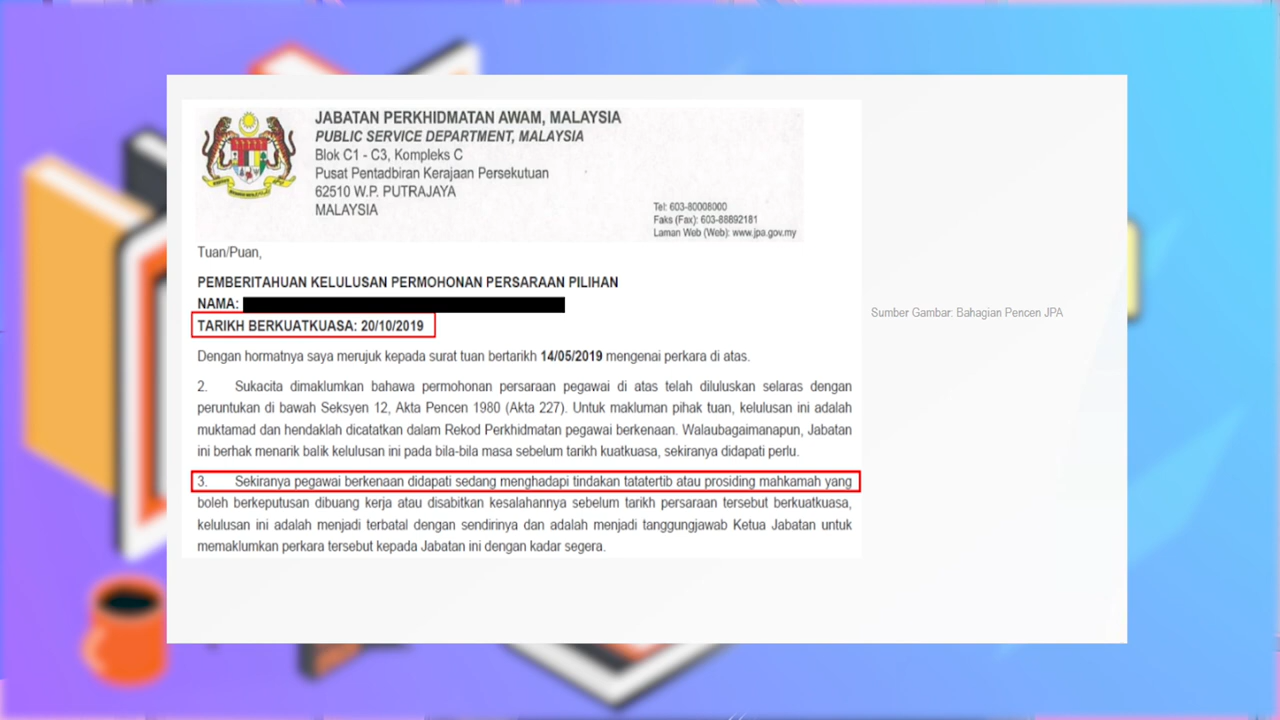 JABATAN PERKHIDMATAN AWAM, MALAYSIA
PUBLIC SERVICE DEPARTMENT, MALAYSIA
Blok C1 - C3, Kompleks C
Pusat Pentadbiran Kerajaan Persekutuan
62510 W.P. PUTRAJAYA
MALAYSIA
Tel: 603-80008000
Faks (Fax): 603-88892181
Laman Web (Web): www.jpa.gov.my
Tuan/Puan,
PEMBERITAHUAN KELULUSAN PERMOHONAN PERSARAAN PILIHAN
NAMA:
TARIKH BERKUATKUASA: 20/10/2019
Dengan hormatnya saya merujuk kepada surat tuan bertarikh 14/05/2019 mengenai perkara di atas.
2. Sukacita dimaklumkan bahawa permohonan persaraan pegawai di atas telah diluluskan selaras dengan
peruntukan di bawah Seksyen 12, Akta Pencen 1980 (Akta 227). Untuk makluman pihak tuan, kelulusan ini adalah
muktamad dan hendaklah dicatatkan dalam Rekod Perkhidmatan pegawai berkenaan. Walaubagaimanapun, Jabatan
ini berhak menarik balik kelulusan ini pada bila-bila masa sebelum tarikh kuatkuasa, sekiranya didapati perlu.
3. Sekiranya pegawai berkenaan didapati sedang menghadapi tindakan tatatertib atau prosiding mahkamah yang
boleh berkeputusan dibuang kerja atau disabitkan kesalahannya sebelum tarikh persaraan tersebut berkuatkuasa,
kelulusan ini adalah menjadi terbatal dengan sendirinya dan adalah menjadi tanggungjawab Ketua Jabatan untuk
memaklumkan perkara tersebut kepada Jabatan ini dengan kadar segera.
Sumber Gambar: Bahagian Pencen JPA